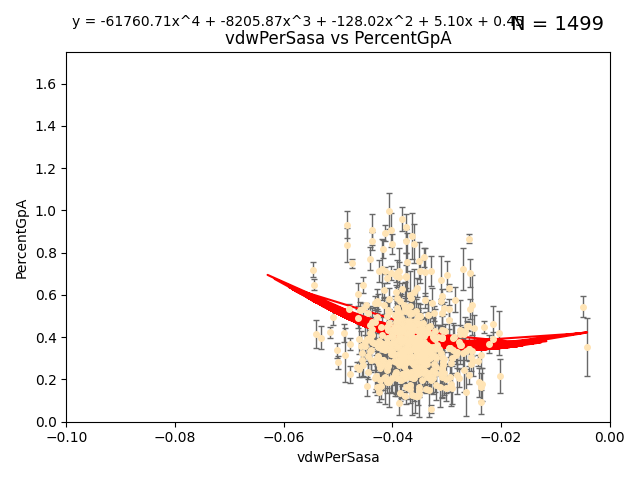 y = -61760.71x^4 + -8205.87x^3 + -128.02x^2 + 5.10x + 0.45
N = 1499
vdwPerSasa vs PercentGpA
1.6
1.4
1.2
1.0
0.8
0.6
0.4
0.2
0.0
PercentGpA
−0.10 −0.08 −0.06 −0.04 −0.02 0.00
vdwPerSasa